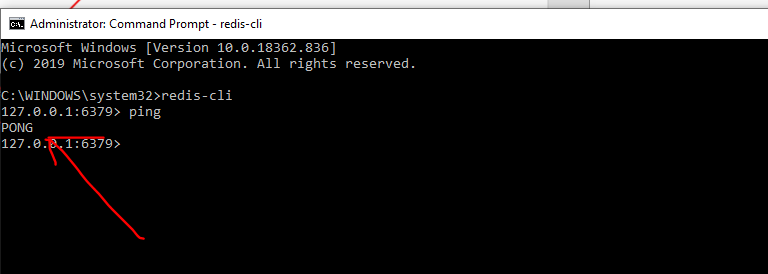 Administrator: Command Prompt - redis-cli
Microsoft Windows [Version 10.0.18362.836]
(c) 2019 Microsoft Corporation. All rights reserved.
C:\WINDOWS\system32>redis-cli
127.0.0.1:6379> ping
PONG
127.0.0.1:6379>